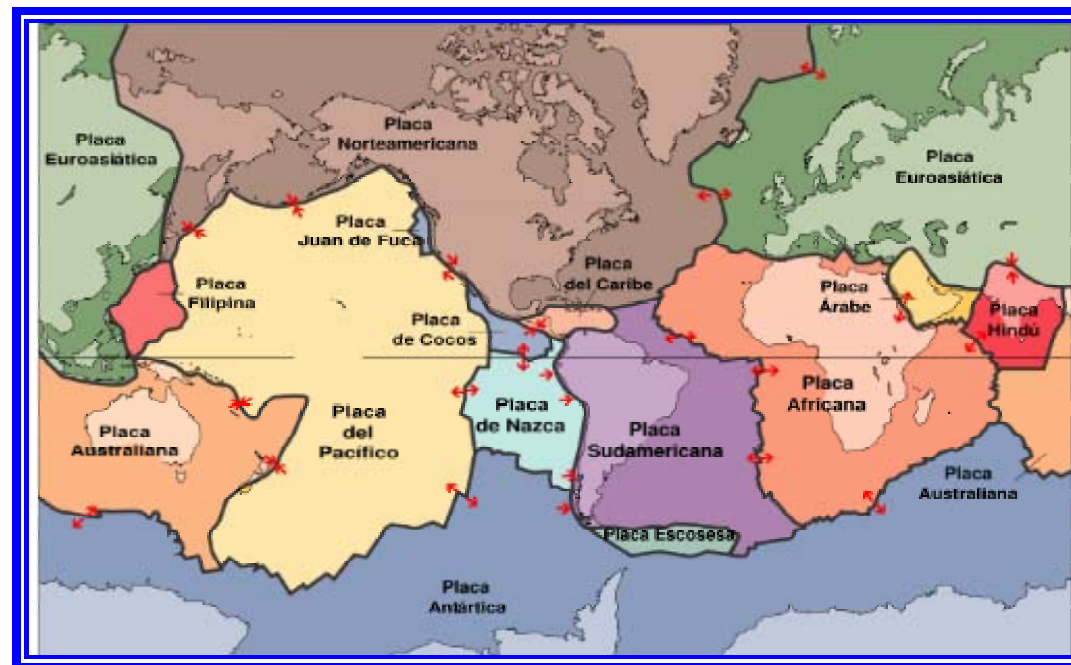 Placa
Norteamericana
Placa
Euroasiática
Placa
Euroasiática
Placa
Juan de Fuca
Placa
del Caribe
Placa
Filipina
Placa
Árabe
Placa
Hindú
Placa
de Cocos
Placa
Africana
Placa
de Nazca
Placa
del
Pacífico
Placa
Australiana
Placa
Sudamericana
Placa
Australiana
Placa Escosesa
Placa
Antártica